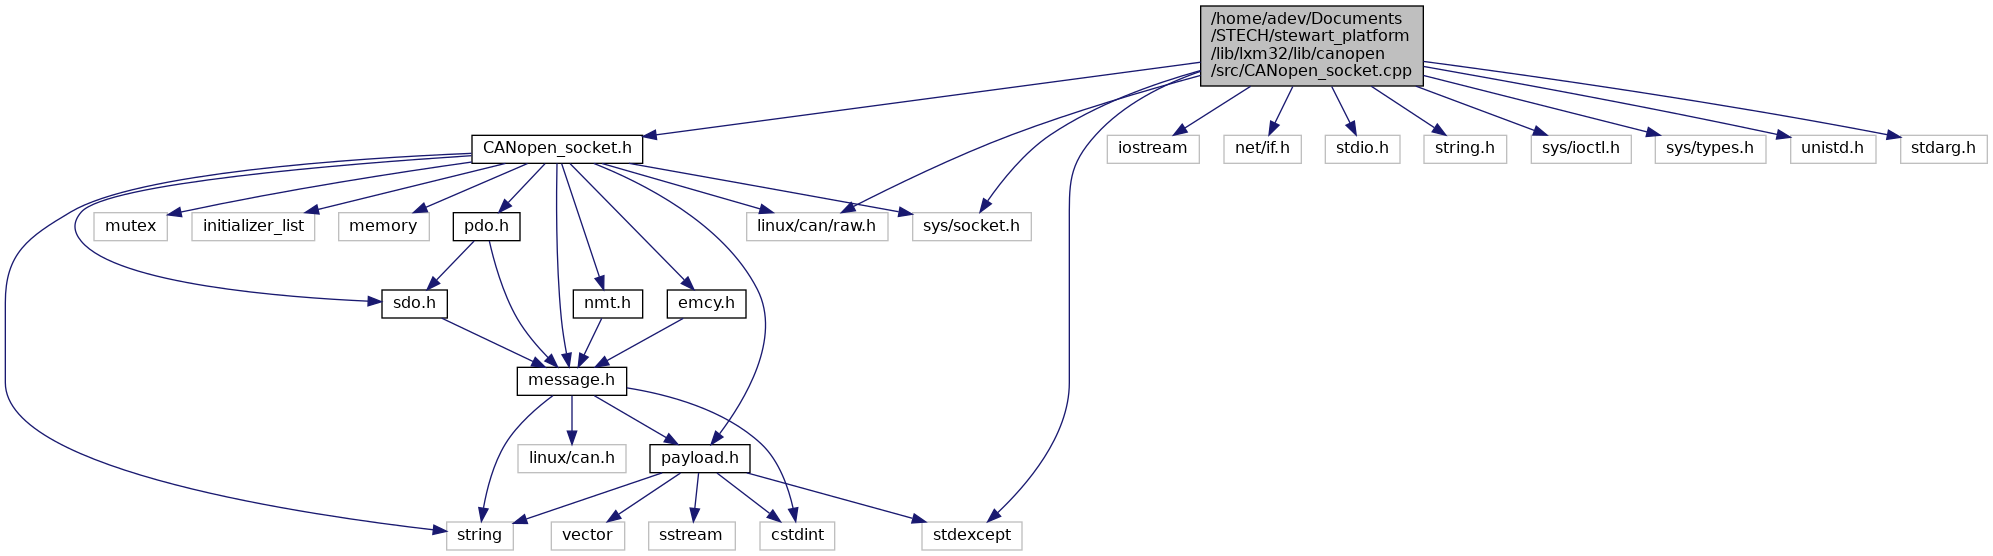 /home/adev/Documents
/STECH/stewart_platform
/lib/lxm32/lib/canopen
/src/CANopen_socket.cpp
CANopen_socket.h
iostream
net/if.h
stdio.h
string.h
sys/ioctl.h
sys/types.h
unistd.h
stdarg.h
mutex
initializer_list
memory
pdo.h
linux/can/raw.h
sys/socket.h
sdo.h
nmt.h
emcy.h
message.h
linux/can.h
payload.h
string
vector
sstream
cstdint
stdexcept